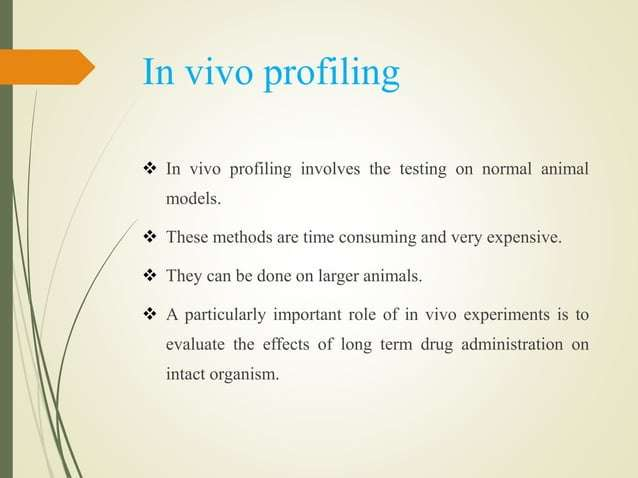 In vivo profiling
❖ In vivo profiling involves the testing on normal animal
models.
❖ These methods are time consuming and very expensive.
❖ They can be done on larger animals.
❖ A particularly important role of in vivo experiments is to
evaluate the effects of long term drug administration on
intact organism.